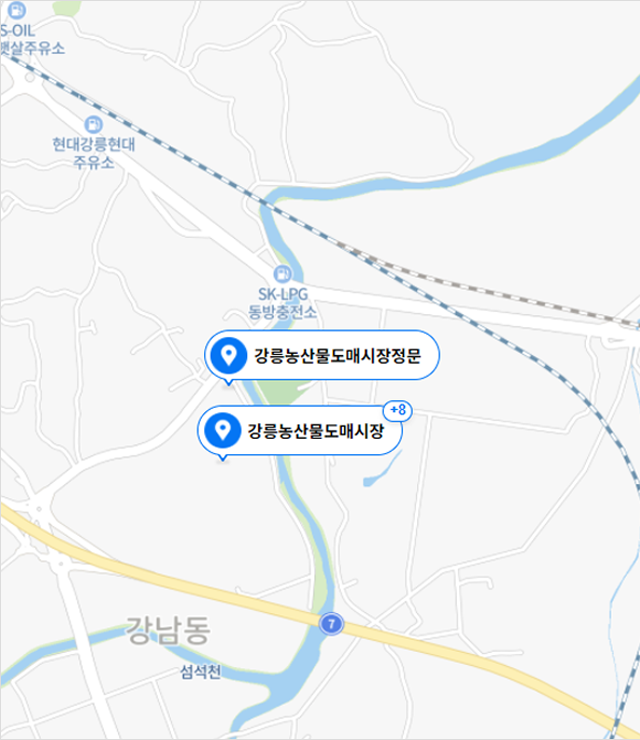 S-OIL
햇살주유소
현대강릉현대
주유소
SK-LPG
동방충전소
강릉농산물도매시장정문
+8
강릉농산물도매시장
7
강남동
섬석천